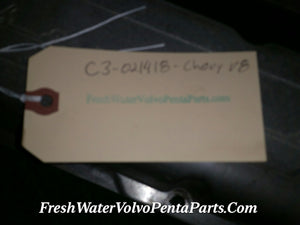 C3-021418-Chevy V8
FreshWaterVolvoPentaParts.com
FreshWaterVolvoPentaParts.Com